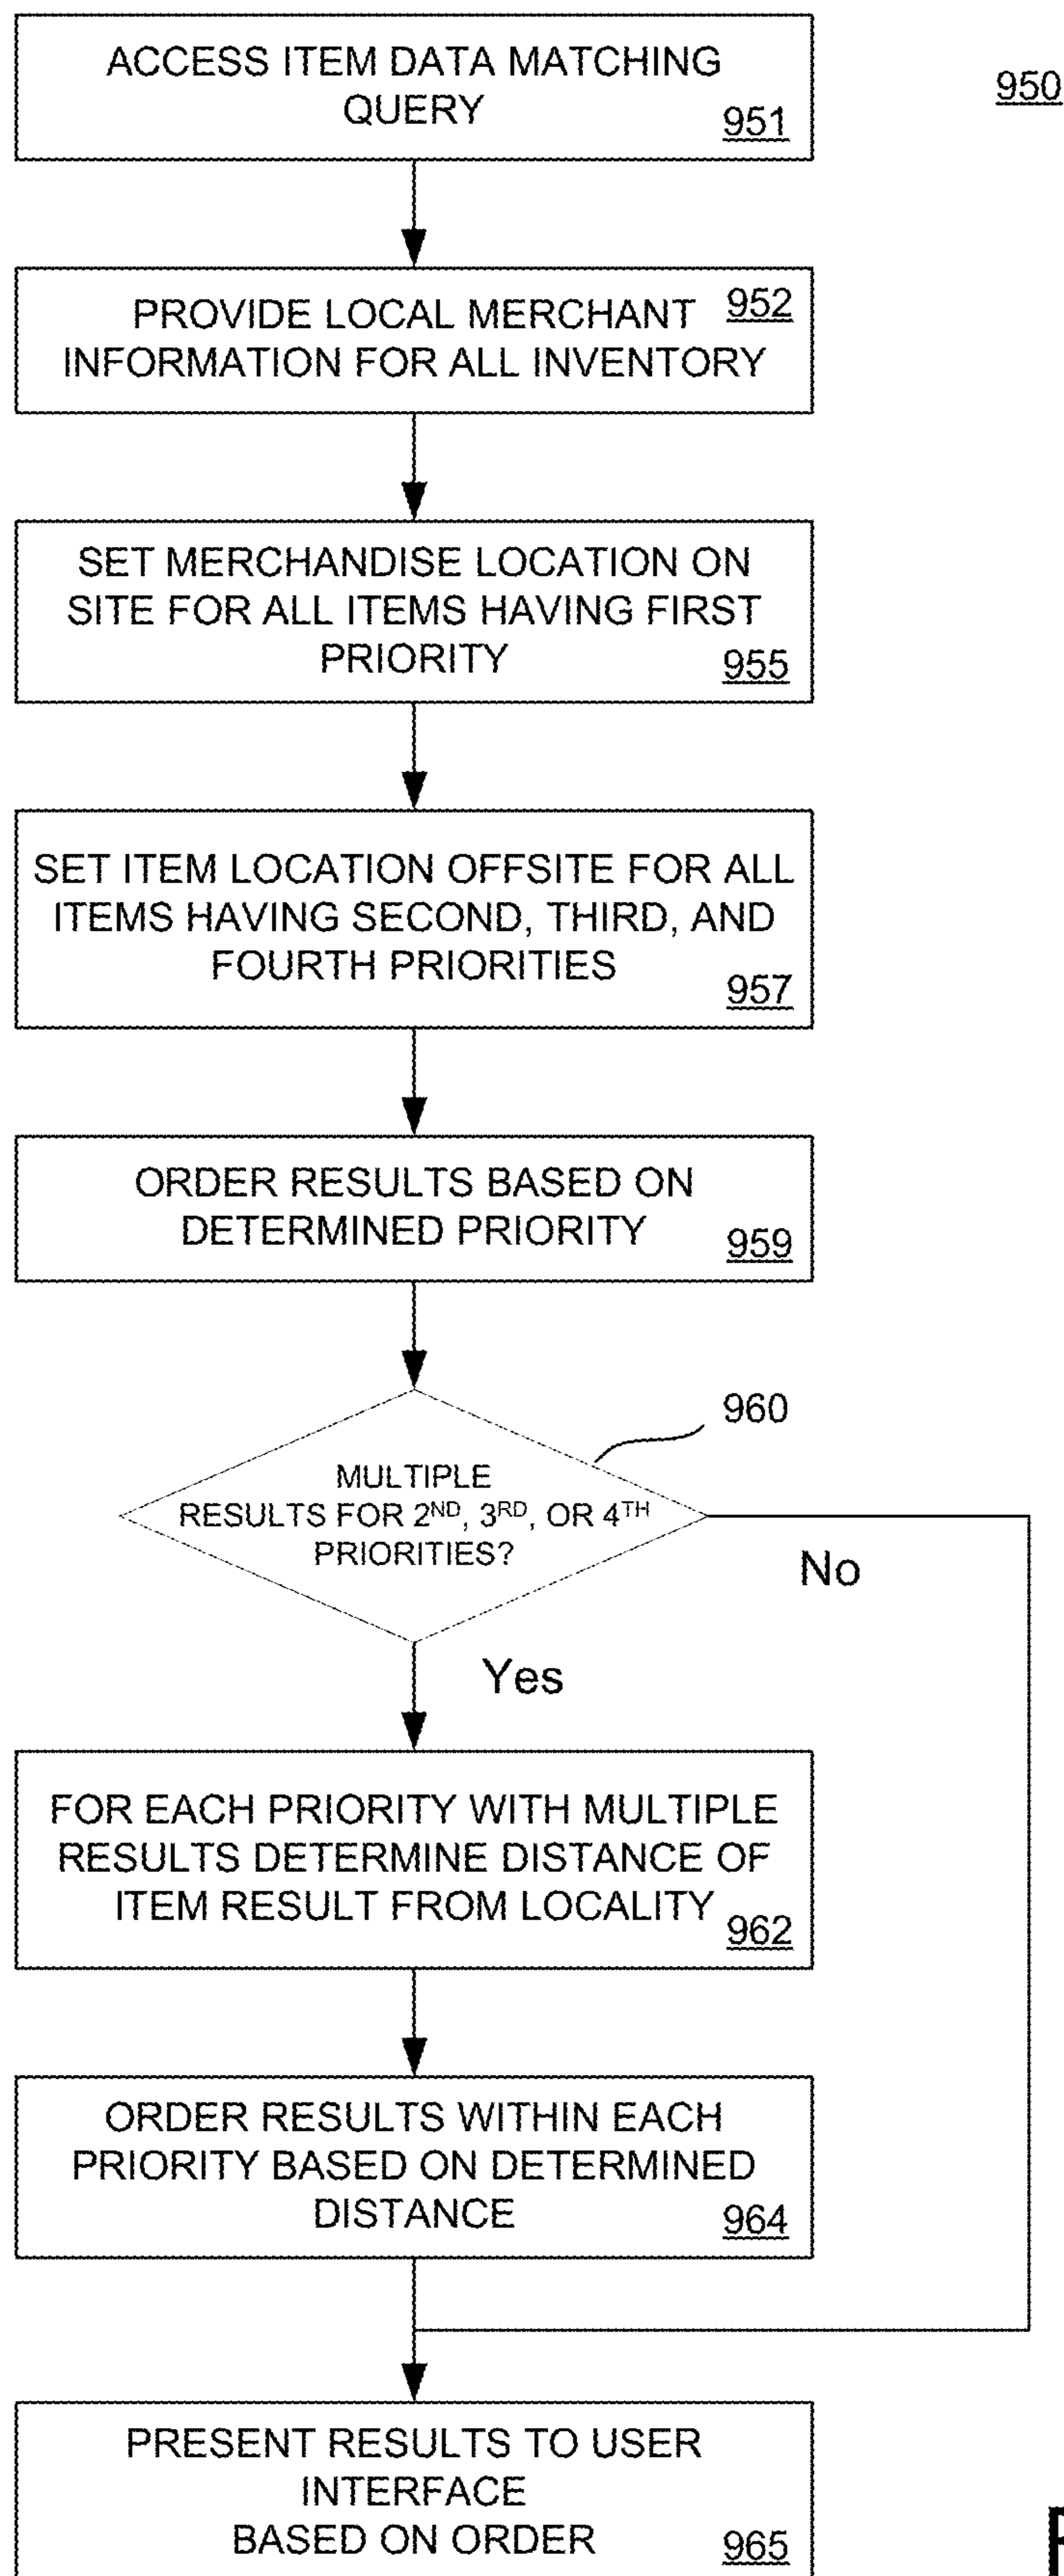 ACCESS ITEM DATA MATCHING
QUERY
951
950
PROVIDE LOCAL MERCHANT
952
INFORMATION FOR ALL INVENTORY
SET MERCHANDISE LOCATION ON
SITE FOR ALL ITEMS HAVING FIRST
PRIORITY
955
SET ITEM LOCATION OFFSITE FOR ALL
ITEMS HAVING SECOND, THIRD, AND
FOURTH PRIORITIES
957
ORDER RESULTS BASED ON
DETERMINED PRIORITY
959
960
MULTIPLE
RESULTS FOR 2ND, 3RD, OR 4TH
PRIORITIES?
No
Yes
FOR EACH PRIORITY WITH MULTIPLE
RESULTS DETERMINE DISTANCE OF
ITEM RESULT FROM LOCALITY
962
ORDER RESULTS WITHIN EACH
PRIORITY BASED ON DETERMINED
DISTANCE
964
PRESENT RESULTS TO USER
INTERFACE
BASED ON ORDER
965